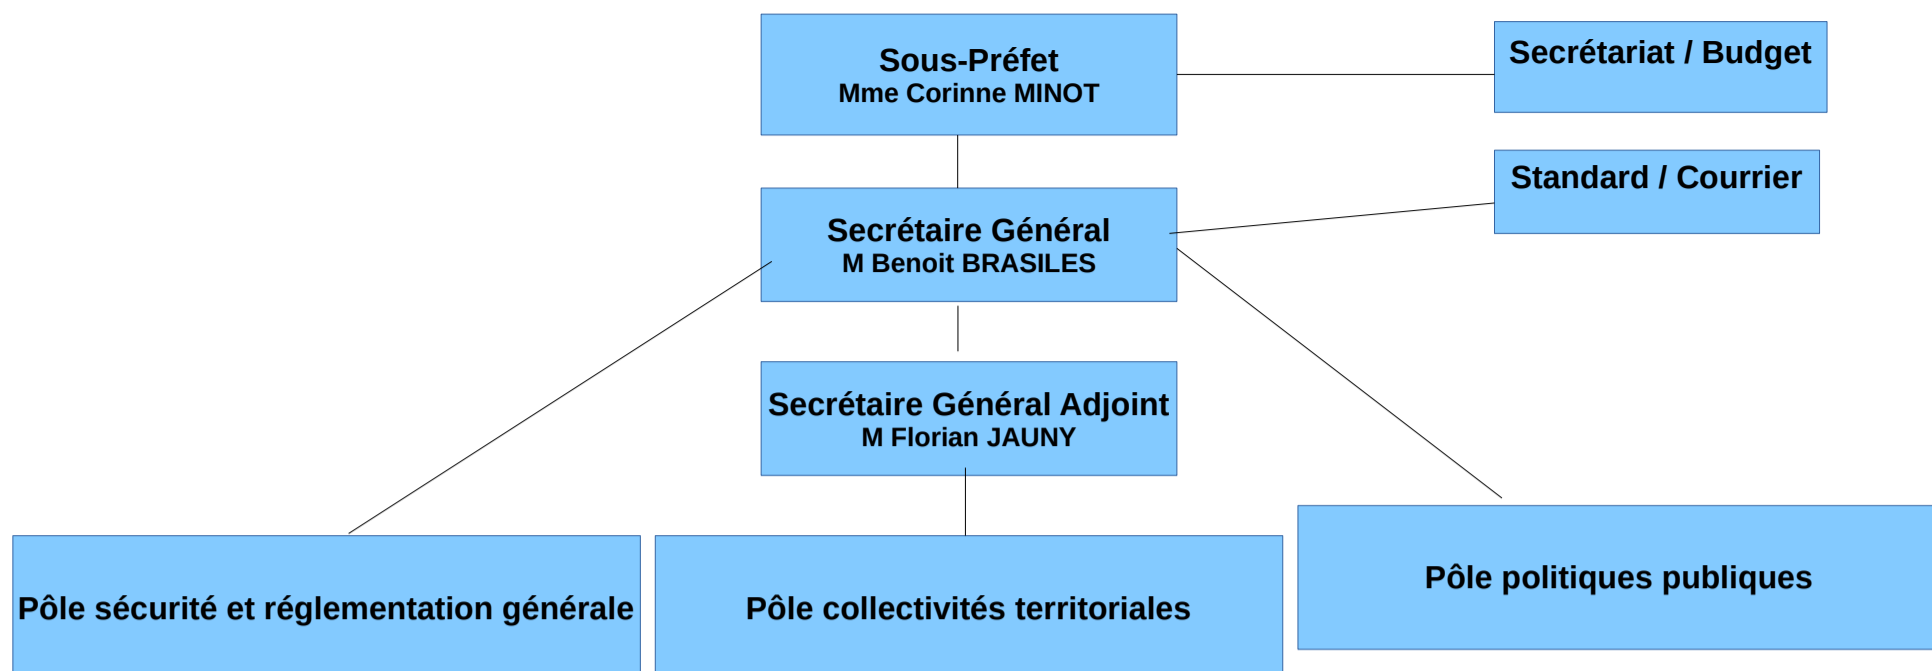 Sous-Préfet
Mme Corinne MINOT
Secrétariat / Budget
Standard / Courrier
Secrétaire Général
M Benoit BRASILES
Secrétaire Général Adjoint
M Florian JAUNY
Pôle sécurité et réglementation générale
Pôle collectivités territoriales
Pôle politiques publiques